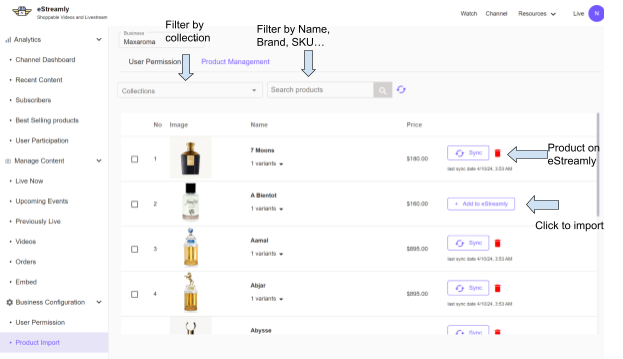 eStreamly
Shoppable Videos and Livestream
Watch
Channel
Resources
Live
N
Analytics
Channel Dashboard
Recent Content
Subscribers
Best Selling products
User Participation
Manage Content
Live Now
Upcoming Events
Previously Live
Videos
Orders
Embed
Business Configuration
User Permission
Product Import
Filter by
collection
Filter by Name,
Brand, SKU...
Business
Maxaroma
User Permission
Product Management
Collections
Search products
No Image Name Price
1
7 Moons
1 variants
$180.00
Sync
last sync date 4/10/24, 3:53 AM
Product on
eStreamly
2
A Bientot
1 variants
$160.00
+ Add to eStreamly
Click to import
3
Aamal
1 variants
$895.00
Sync
last sync date 4/10/24, 3:53 AM
4
Abjar
1 variants
$895.00
Sync
last sync date 4/10/24, 3:53 AM
Abysse
Sync